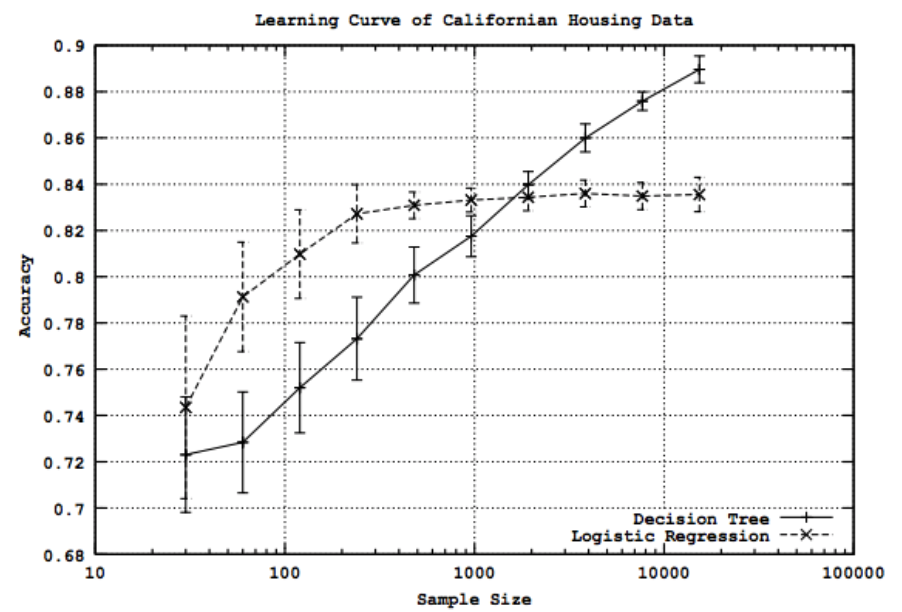 Learning Curve of Californian Housing Data
0.9
0.88
0.86
0.84
0.82
0.8
0.78
0.76
0.74
0.72
0.7
0.68
Accuracy
Decision Tree
Logistic Regression
10 100 1000 10000 100000
Sample Size